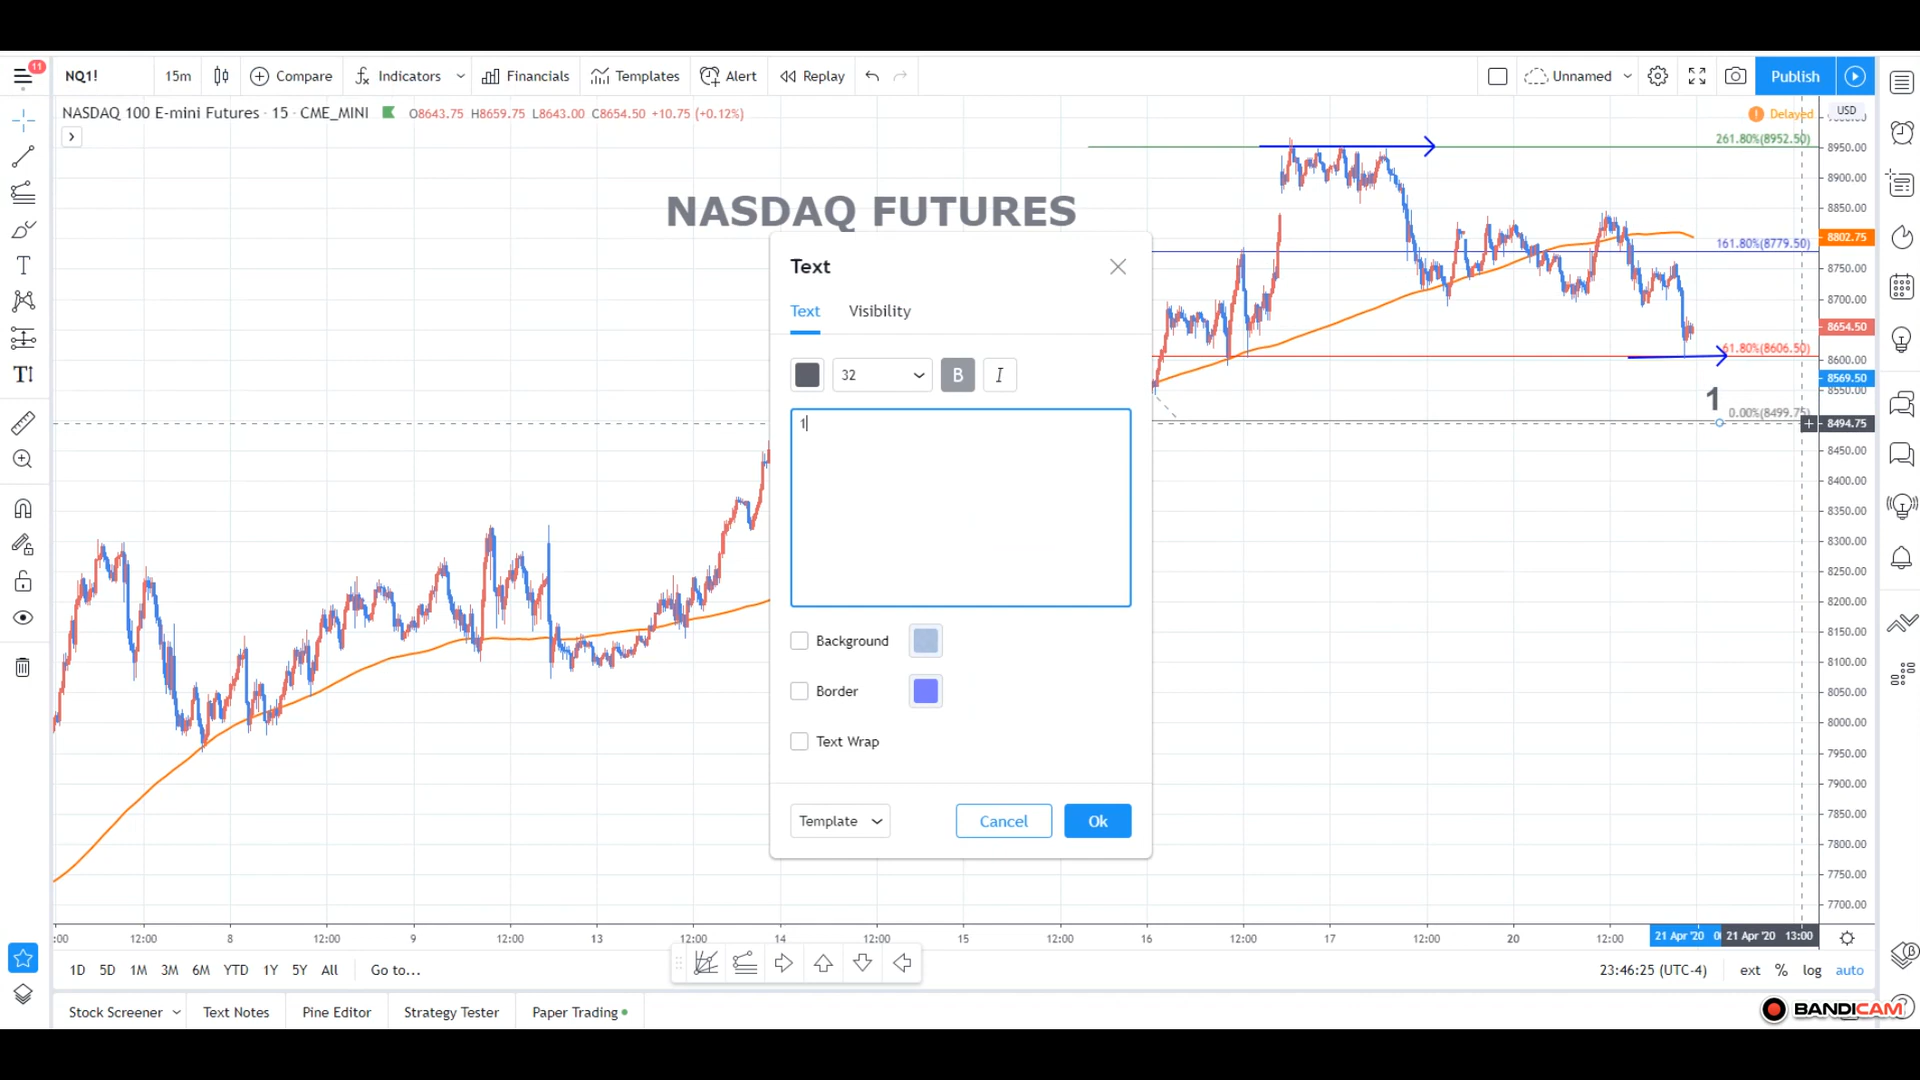 11
NQ1!
15m
Compare
Indicators
Financials
Templates
Alert
Replay
Unnamed
Publish
NASDAQ 100 E-mini Futures · 15 · CME_MINI
O8643.75 H8659.75 L8643.00 C8654.50 +10.75 (+0.12%)
Delayed
USD
261.80%(8952.50)
8950.00
8900.00
8850.00
NASDAQ FUTURES
8802.75
161.80%(8779.50)
8750.00
8700.00
8654.50
61.80%(8606.50)
8600.00
8569.50
8550.00
1
0.00%(8499.75)
8494.75
8450.00
8400.00
8350.00
8300.00
8250.00
8200.00
8150.00
8100.00
8050.00
8000.00
7950.00
7900.00
7850.00
7800.00
7750.00
7700.00
Text
Text
Visibility
32
B
I
1
Background
Border
Text Wrap
Template
Cancel
Ok
:00
12:00
8
12:00
9
12:00
13
12:00
14
12:00
15
12:00
16
12:00
17
12:00
20
12:00
21 Apr '20
21 Apr '20 13:00
1D 5D 1M 3M 6M YTD 1Y 5Y All
Go to...
23:46:25 (UTC-4)
ext % log auto
Stock Screener
Text Notes
Pine Editor
Strategy Tester
Paper Trading
BANDICAM